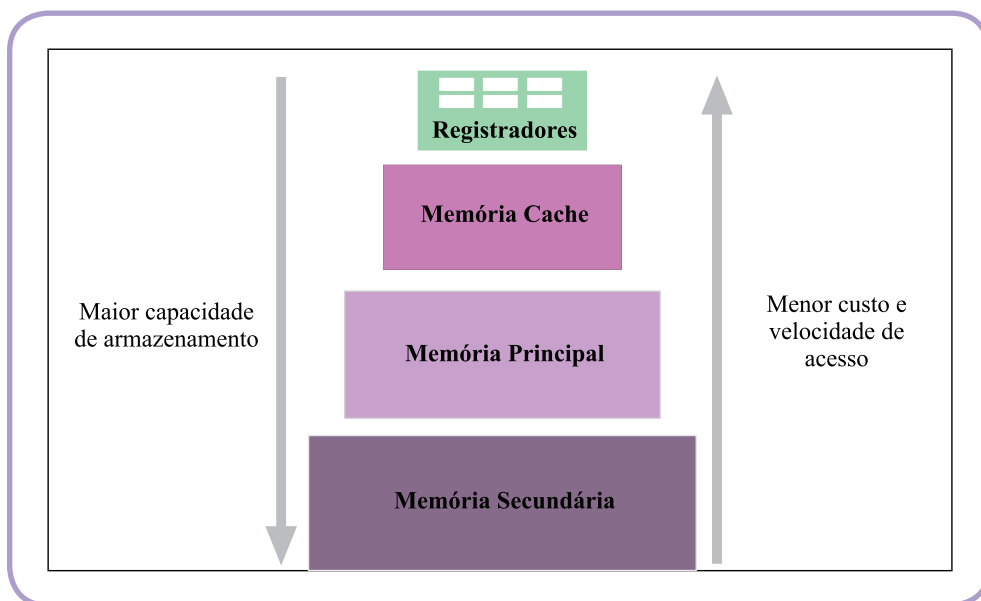 Registradores
Memória Cache
Maior capacidade
de armazenamento
Menor custo e
velocidade de
acesso
Memória Principal
Memória Secundária